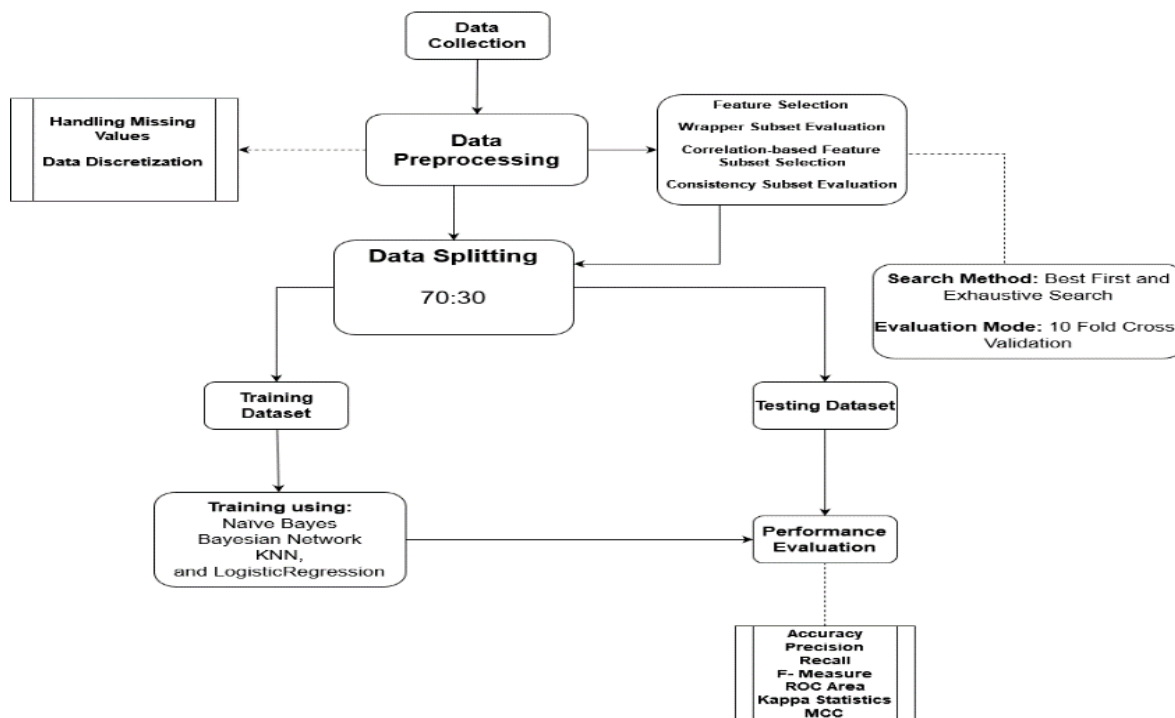 Data
Collection
Handling Missing
Values
Data Discretization
Data
Preprocessing
Feature Selection
Wrapper Subset Evaluation
Correlation-based Feature
Subset Selection
Consistency Subset Evaluation
Data Splitting
70:30
Search Method: Best First and
Exhaustive Search
Evaluation Mode: 10 Fold Cross
Validation
Training
Dataset
Testing Dataset
Training using:
Naïve Bayes
Bayesian Network
KNN,
and LogisticRegression
Performance
Evaluation
Accuracy
Precision
Recall
F- Measure
ROC Area
Kappa Statistics
MCC